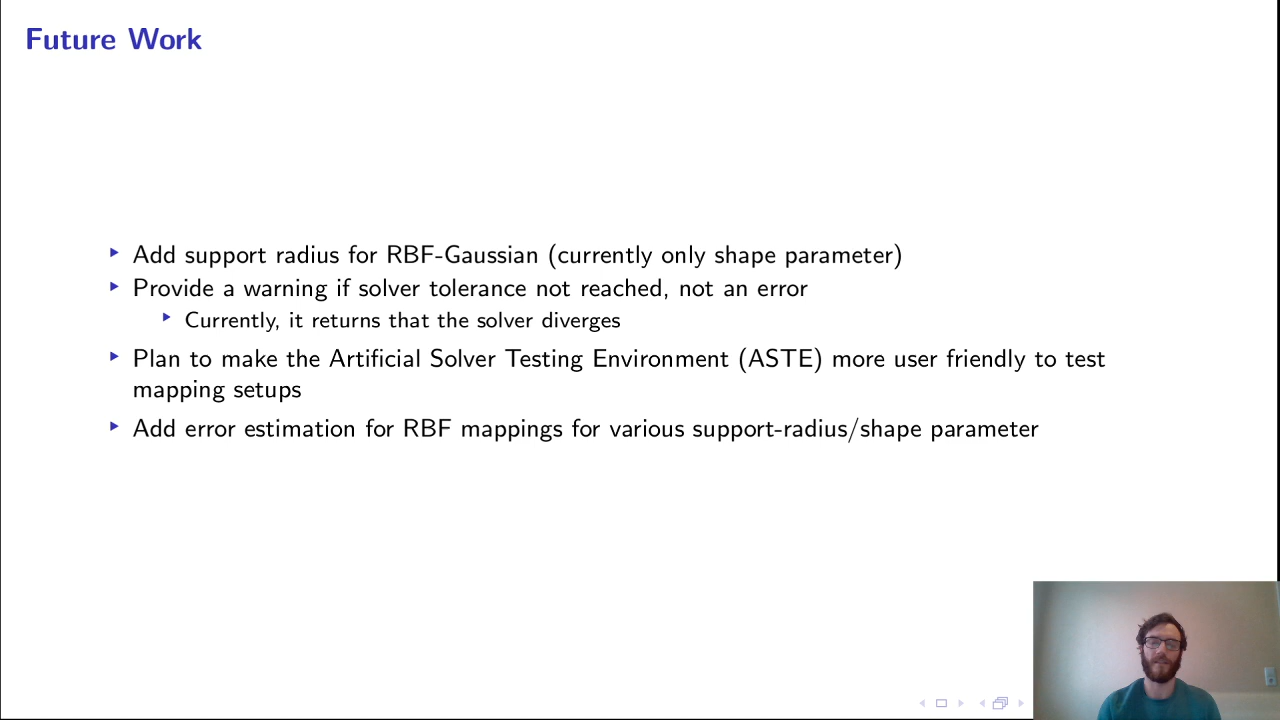 Future Work
Add support radius for RBF-Gaussian (currently only shape parameter)
Provide a warning if solver tolerance not reached, not an error
Currently, it returns that the solver diverges
Plan to make the Artificial Solver Testing Environment (ASTE) more user friendly to test
mapping setups
Add error estimation for RBF mappings for various support-radius/shape parameter